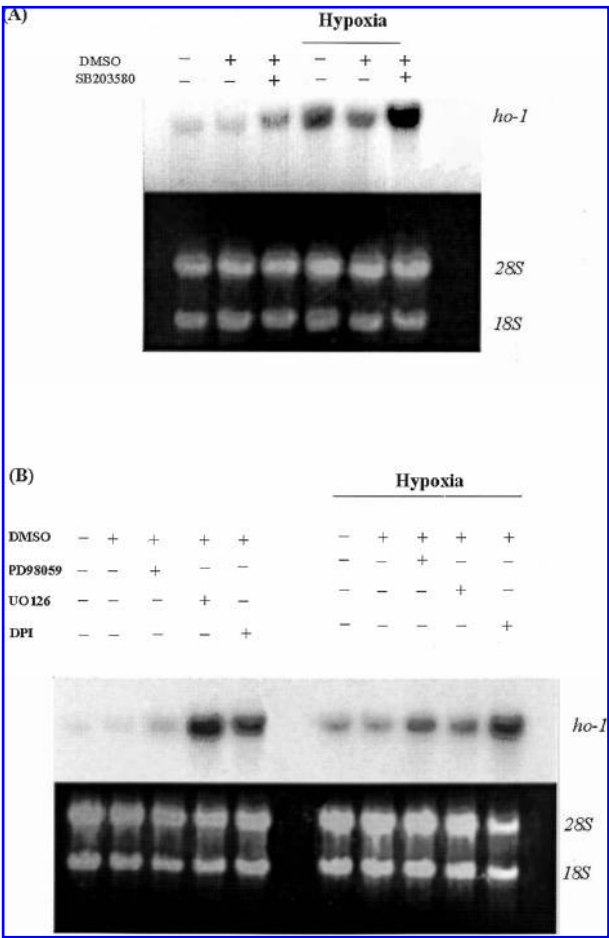 (A)
Hypoxia
DMSO − + + − + +
SB203580 − − + − − +
ho-1
28S
18S
(B)
Hypoxia
DMSO − + + + + − + + + +
PD98059 − − + − − − − + − −
UO126 − − − + − − − − + −
DPI − − − − + − − − − +
ho-1
28S
18S